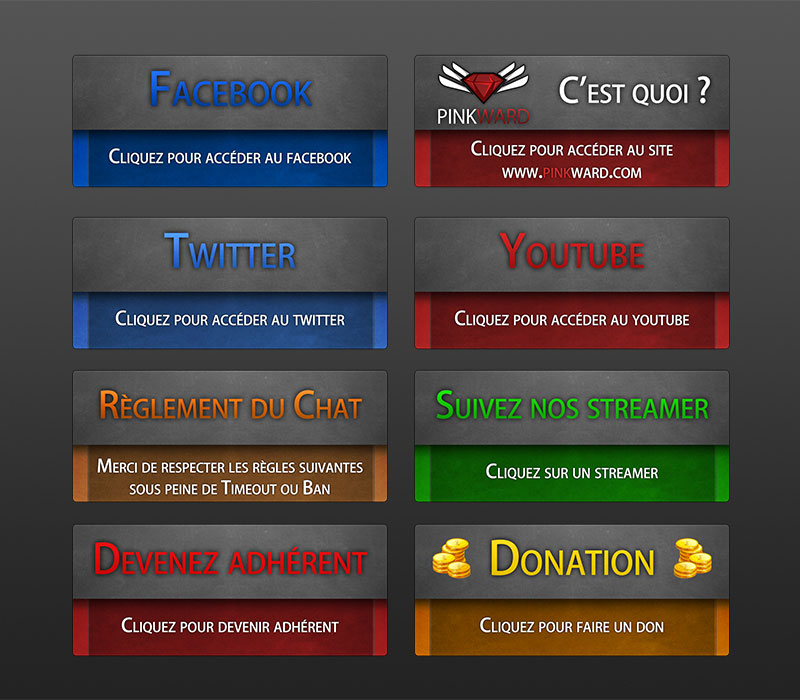 Facebook
Cliquez pour accéder au facebook
PINKWARD
C'est quoi ?
Cliquez pour accéder au site
www.pinkward.com
Twitter
Cliquez pour accéder au twitter
Youtube
Cliquez pour accéder au youtube
Règlement du Chat
Merci de respecter les règles suivantes
sous peine de Timeout ou Ban
Suivez nos streamer
Cliquez sur un streamer
Devenez adhérent
Cliquez pour devenir adhérent
Donation
Cliquez pour faire un don